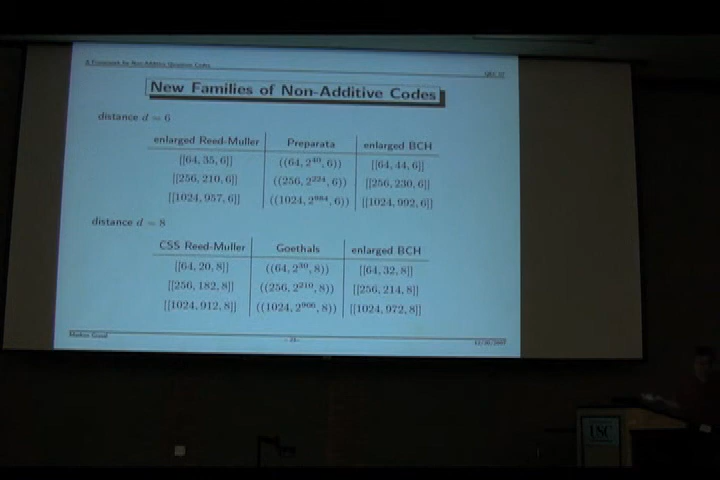 A Framework for Non-Additive Quantum Codes
New Families of Non-Additive Codes
distance d = 6
enlarged Reed-Muller Preparata enlarged BCH
[[64, 35, 6]] ((64, 2^40, 6)) [[64, 44, 6]]
[[256, 210, 6]] ((256, 2^224, 6)) [[256, 230, 6]]
[[1024, 957, 6]] ((1024, 2^984, 6)) [[1024, 992, 6]]
distance d = 8
CSS Reed-Muller Goethals enlarged BCH
[[64, 20, 8]] ((64, 2^30, 8)) [[64, 32, 8]]
[[256, 182, 8]] ((256, 2^210, 8)) [[256, 214, 8]]
[[1024, 912, 8]] ((1024, 2^966, 8)) [[1024, 972, 8]]
Markus Grassl
USC